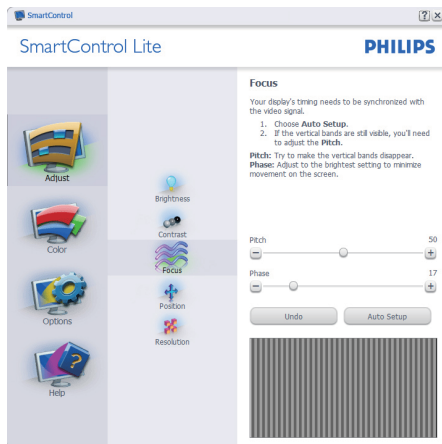 SmartControl
SmartControl Lite
PHILIPS
Adjust
Color
Options
Help
Brightness
Contrast
Focus
Position
Resolution
Focus
Your display's timing needs to be synchronized with
the video signal.
1. Choose Auto Setup.
2. If the vertical bands are still visible, you'll need
to adjust the Pitch.
Pitch: Try to make the vertical bands disappear.
Phase: Adjust to the brightest setting to minimize
movement on the screen.
Pitch 50
Phase 17
Undo Auto Setup